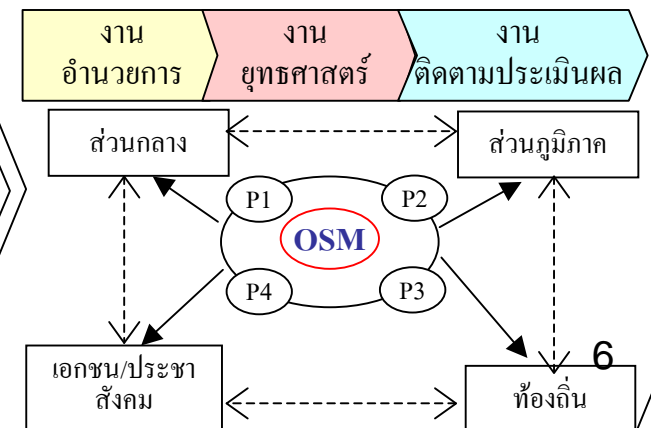 งาน
อำนวยการ
งาน
ยุทธศาสตร์
งาน
ติดตามประเมินผล
ส่วนกลาง
ส่วนภูมิภาค
P1
P2
OSM
P4
P3
เอกชน/ประชา
สังคม
6
ท้องถิ่น